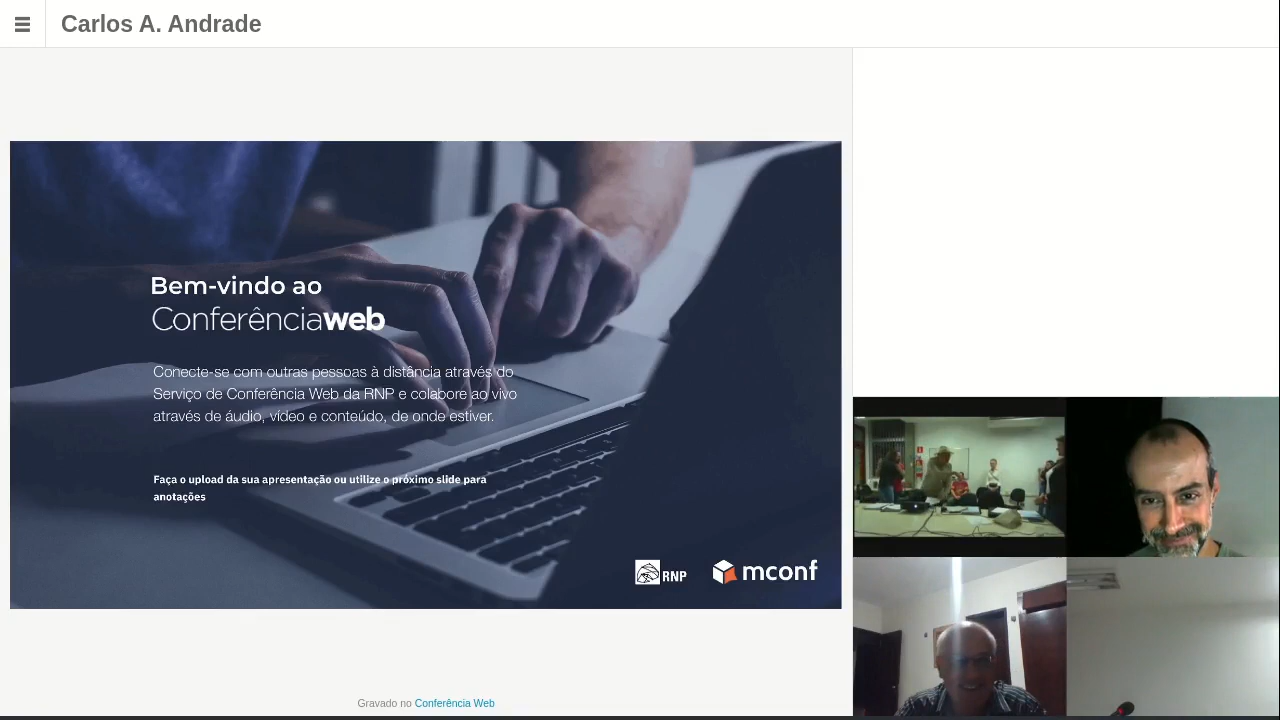 Carlos A. Andrade
Bem-vindo ao
Conferênciaweb
Conecte-se com outras pessoas à distância através do
Serviço de Conferência Web da RNP e colabore ao vivo
através de áudio, vídeo e conteúdo, de onde estiver.
Faça o upload da sua apresentação ou utilize o próximo slide para
anotações
RNP
mconf
Gravado no Conferência Web